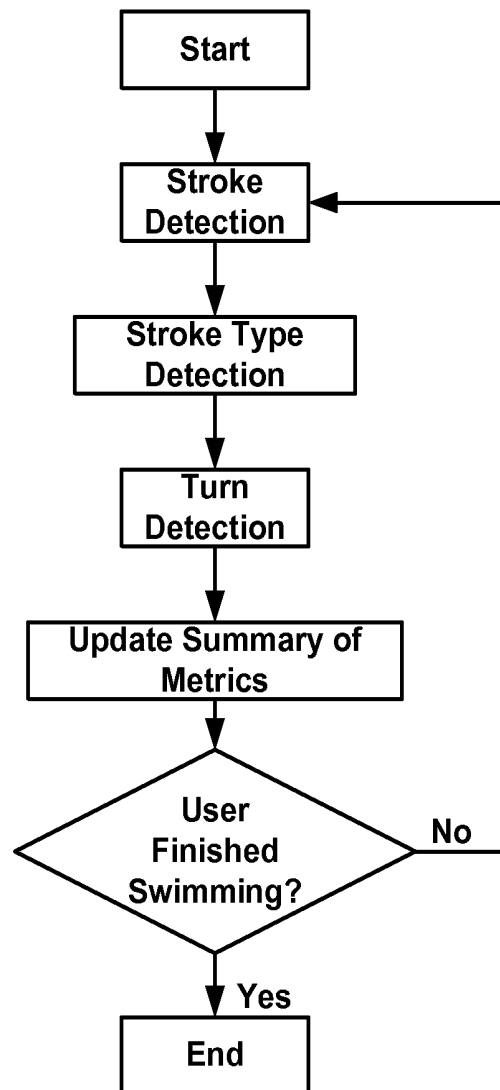 Start
Stroke
Detection
Stroke Type
Detection
Turn
Detection
Update Summary of
Metrics
User
Finished
Swimming?
No
Yes
End